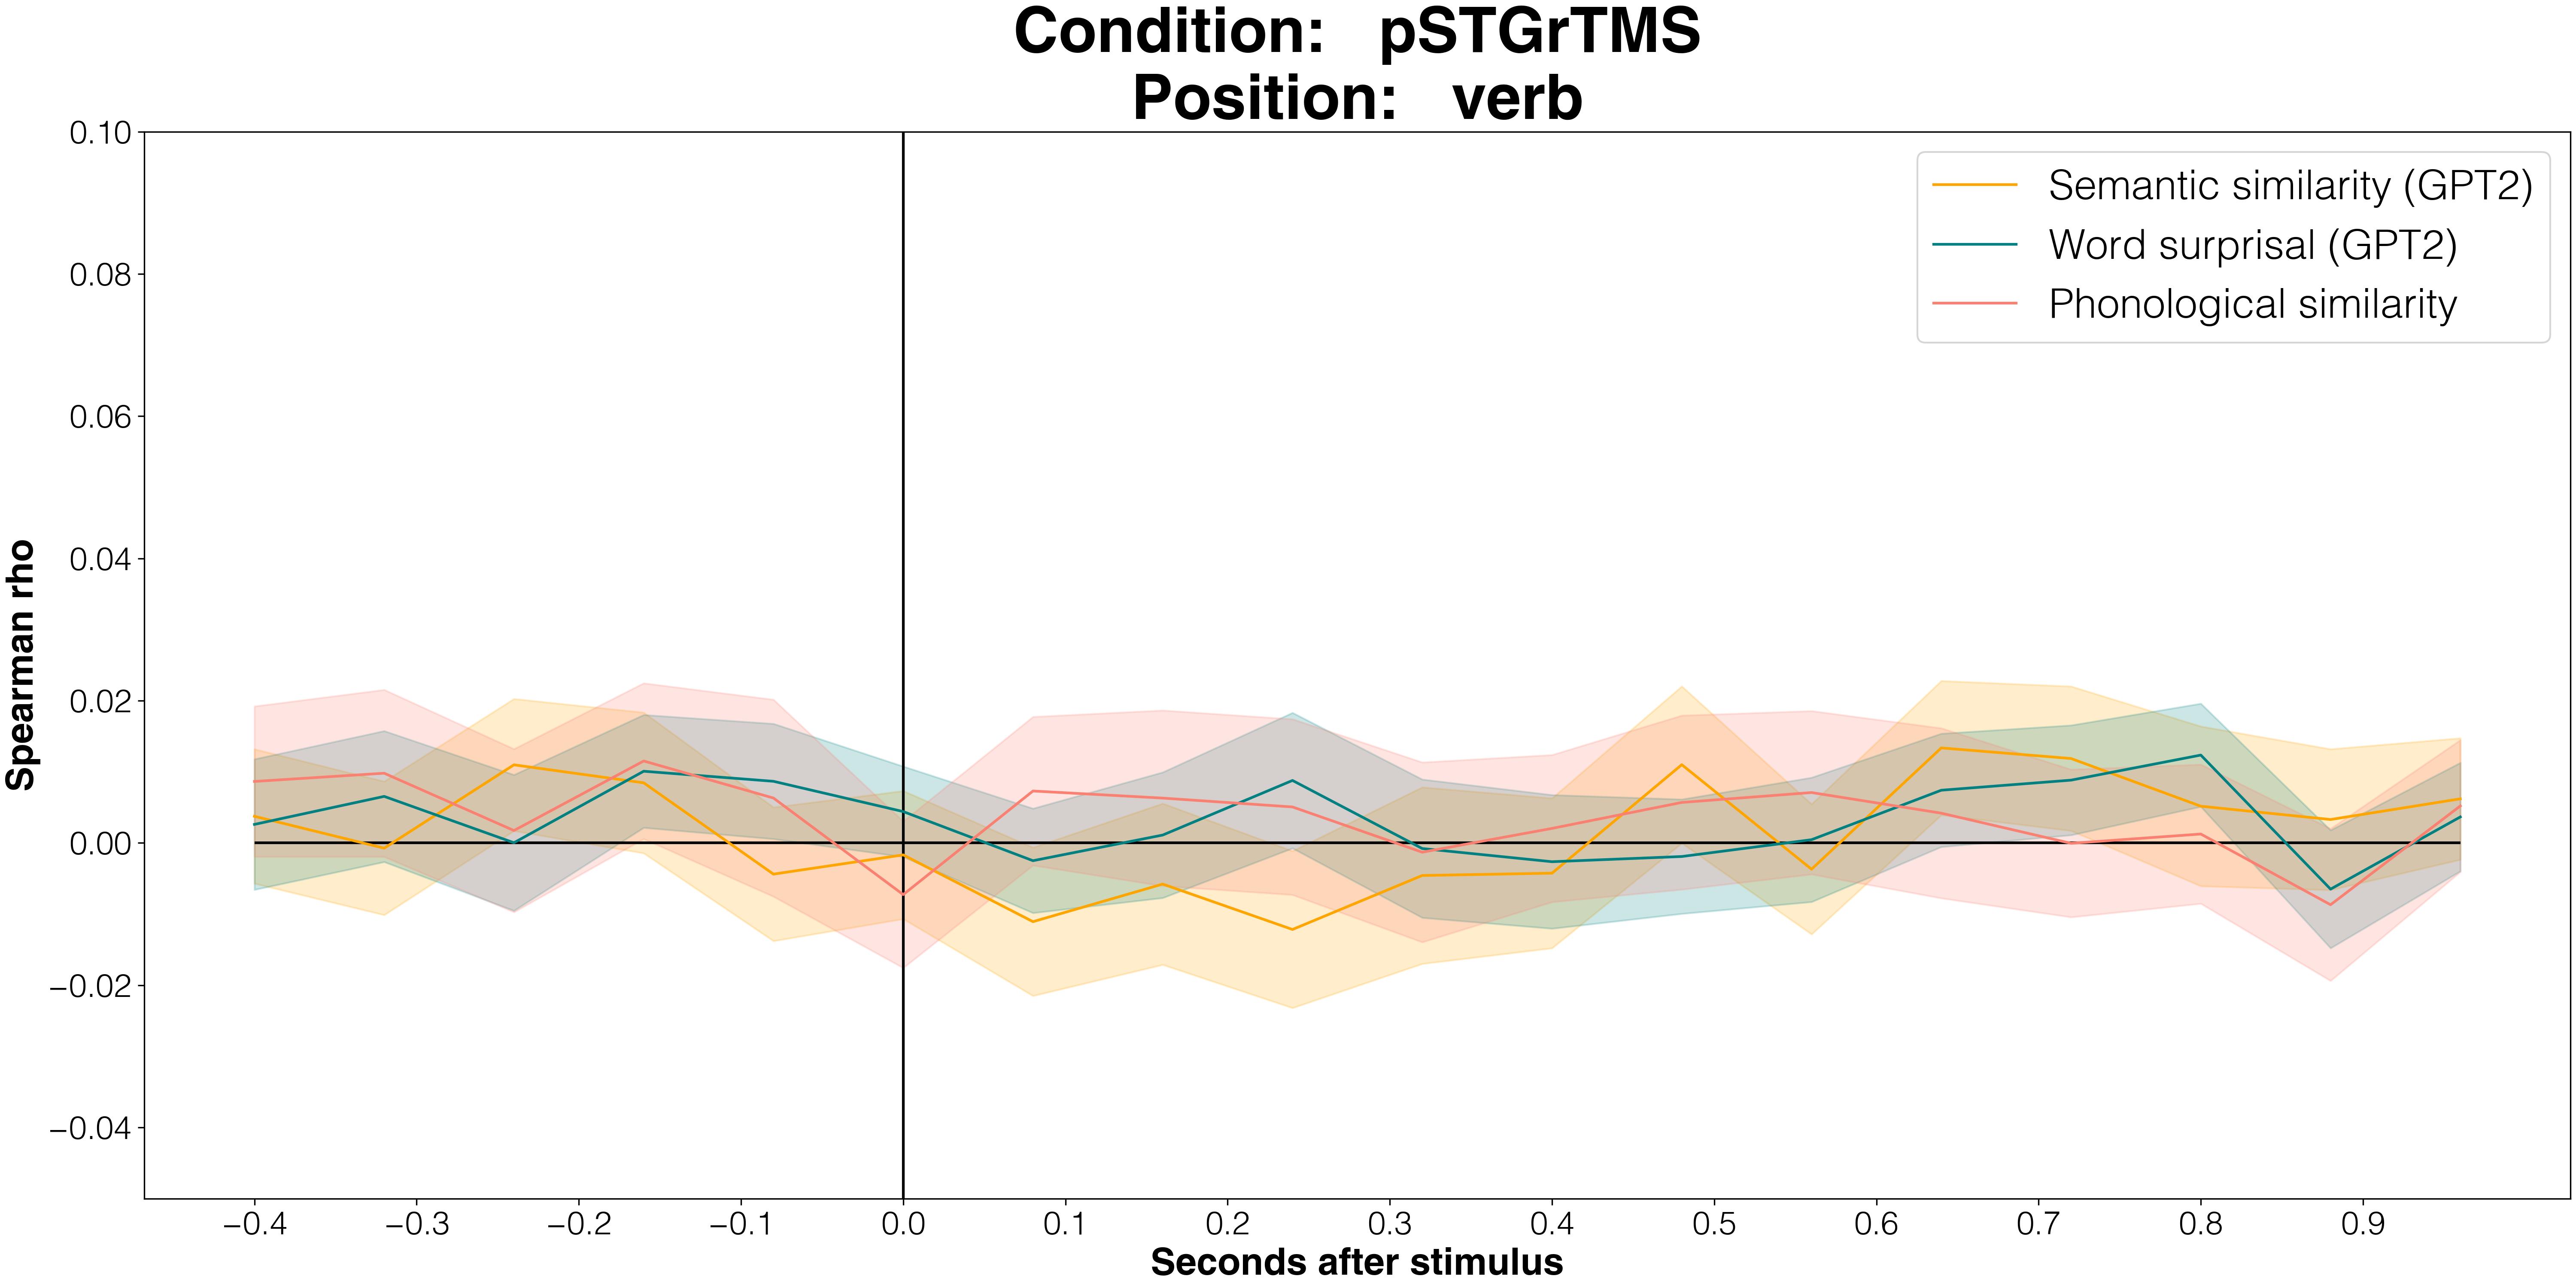 Condition: pSTGrTMS
Position: verb
0.10
0.08
0.06
0.04
0.02
0.00
−0.02
−0.04
Spearman rho
Semantic similarity (GPT2)
Word surprisal (GPT2)
Phonological similarity
−0.4 −0.3 −0.2 −0.1 0.0 0.1 0.2 0.3 0.4 0.5 0.6 0.7 0.8 0.9
Seconds after stimulus